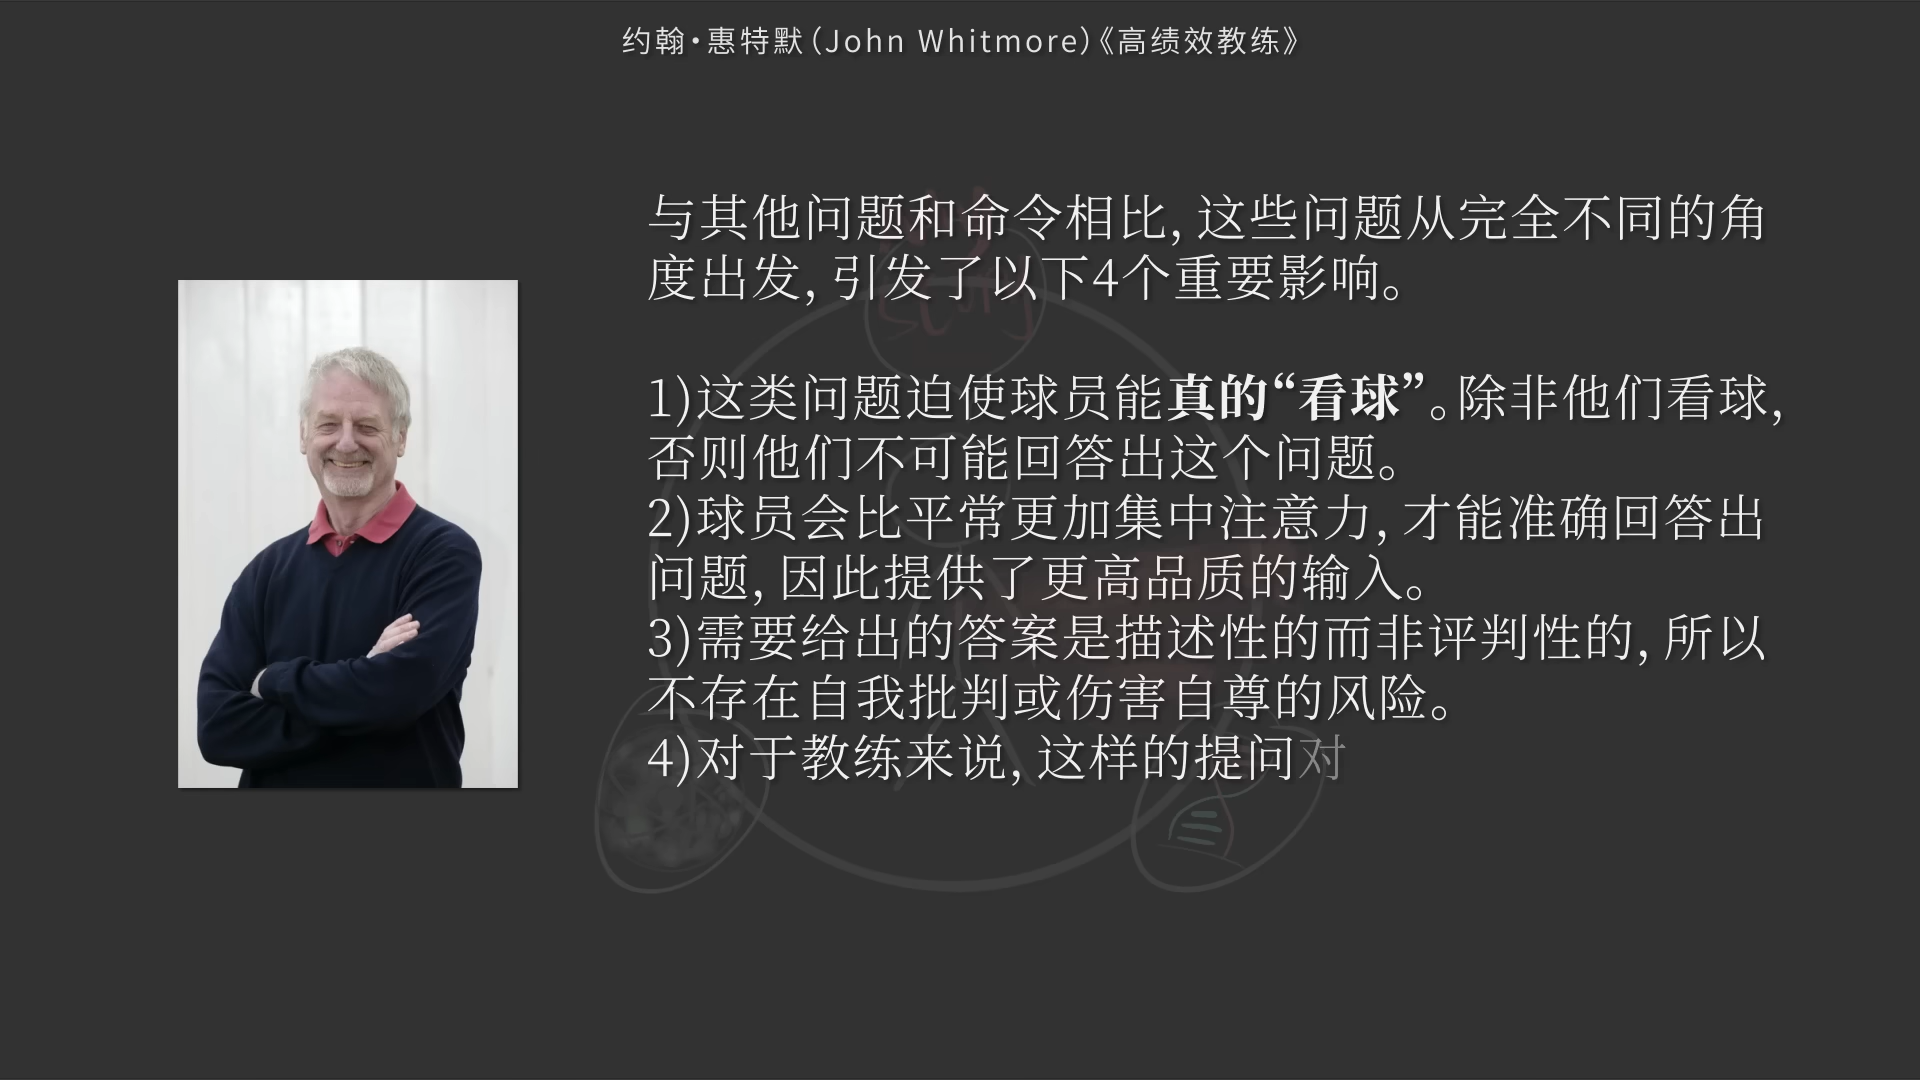 约翰·惠特默（John Whitmore）《高绩效教练》
与其他问题和命令相比，这些问题从完全不同的角
度出发，引发了以下4个重要影响。
1）这类问题迫使球员能真的“看球”。除非他们看球，
否则他们不可能回答出这个问题。
2）球员会比平常更加集中注意力，才能准确回答出
问题，因此提供了更高品质的输入。
3）需要给出的答案是描述性的而非评判性的，所以
不存在自我批判或伤害自尊的风险。
4）对于教练来说，这样的提问对